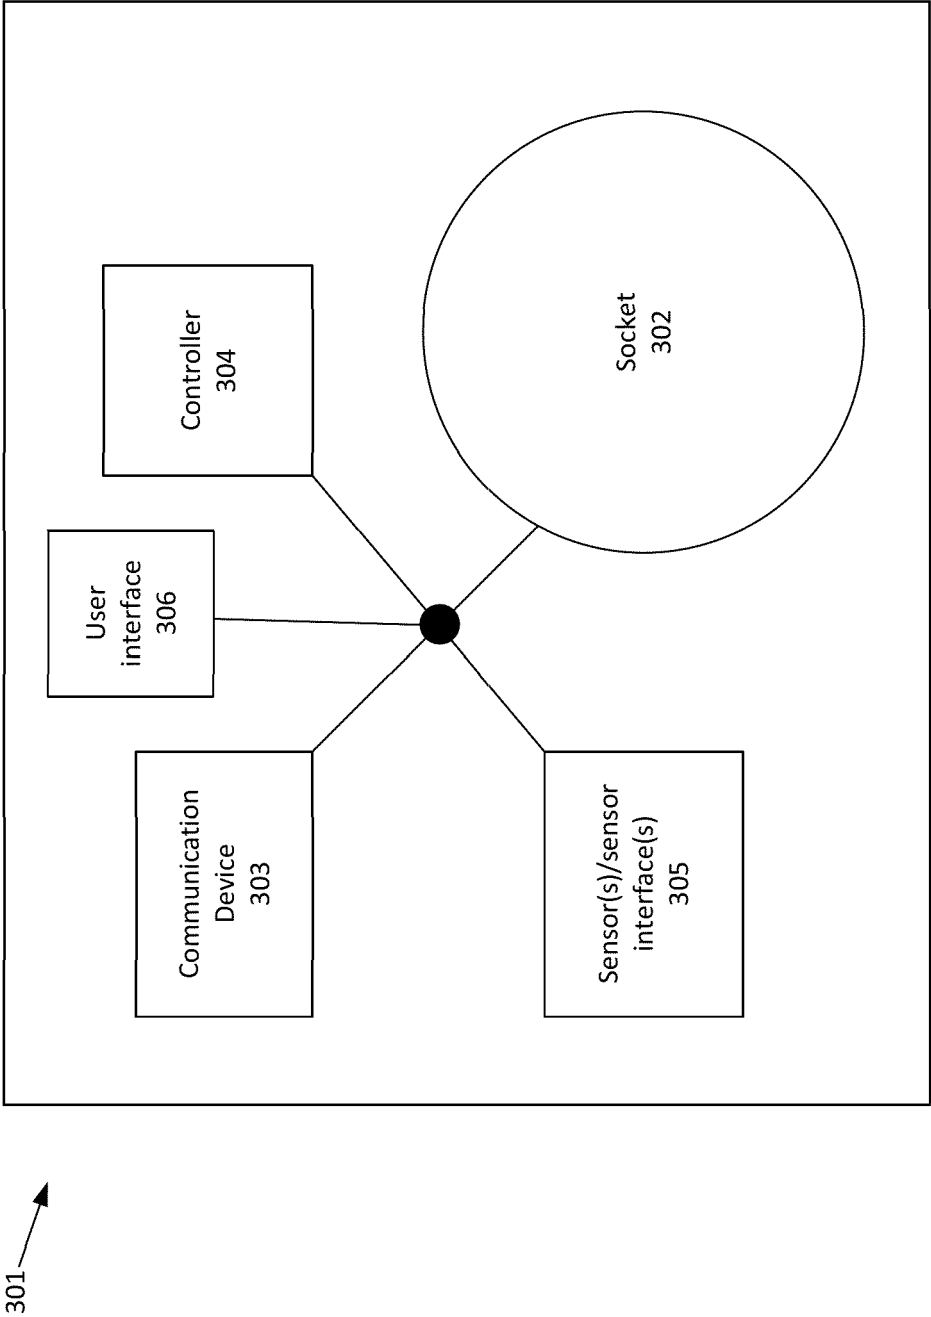 301
Communication
Device
303
User
interface
306
Controller
304
Sensor(s)/sensor
interface(s)
305
Socket
302